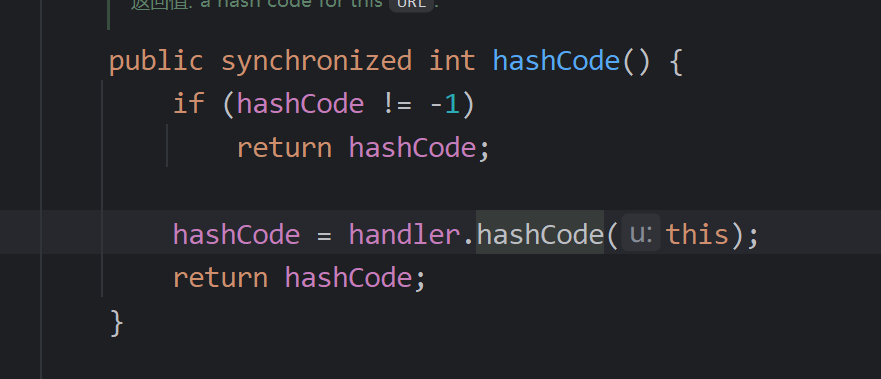 返回值: a hash code for this URL.
public synchronized int hashCode() {
if (hashCode != -1)
return hashCode;
hashCode = handler.hashCode( u: this);
return hashCode;
}